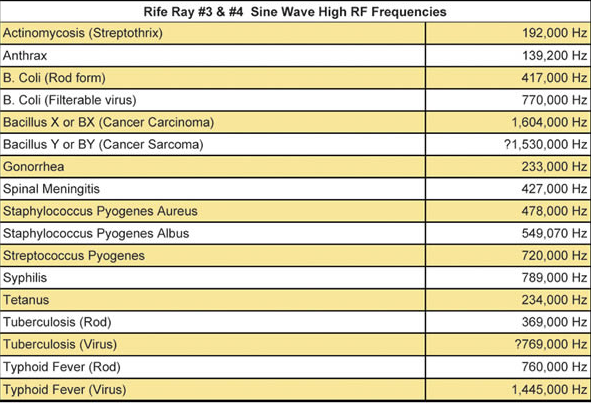 Rife Ray #3 & #4 Sine Wave High RF Frequencies
Actinomycosis (Streptothrix) 192,000 Hz
Anthrax 139,200 Hz
B. Coli (Rod form) 417,000 Hz
B. Coli (Filterable virus) 770,000 Hz
Bacillus X or BX (Cancer Carcinoma) 1,604,000 Hz
Bacillus Y or BY (Cancer Sarcoma) ?1,530,000 Hz
Gonorrhea 233,000 Hz
Spinal Meningitis 427,000 Hz
Staphylococcus Pyogenes Aureus 478,000 Hz
Staphylococcus Pyogenes Albus 549,070 Hz
Streptococcus Pyogenes 720,000 Hz
Syphilis 789,000 Hz
Tetanus 234,000 Hz
Tuberculosis (Rod) 369,000 Hz
Tuberculosis (Virus) ?769,000 Hz
Typhoid Fever (Rod) 760,000 Hz
Typhoid Fever (Virus) 1,445,000 Hz